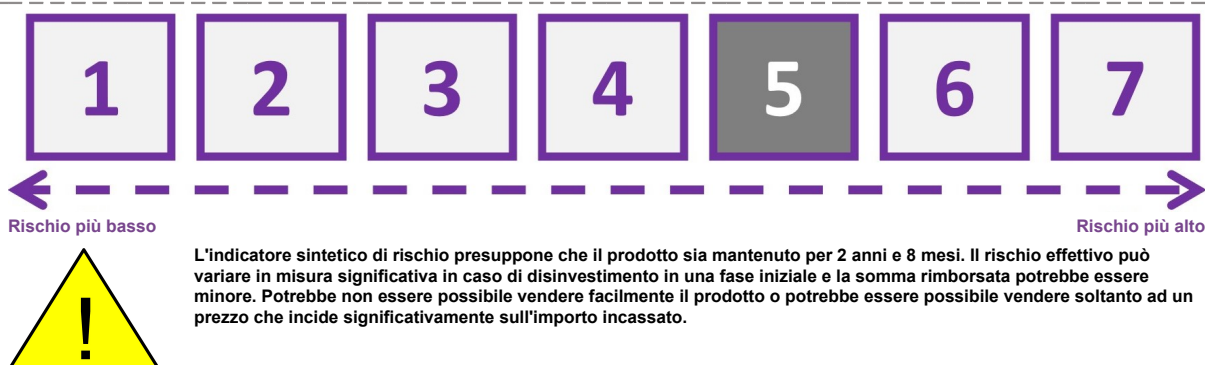 1 2 3 4 5 6 7
Rischio più basso Rischio più alto
L'indicatore sintetico di rischio presuppone che il prodotto sia mantenuto per 2 anni e 8 mesi. Il rischio effettivo può
variare in misura significativa in caso di disinvestimento in una fase iniziale e la somma rimborsata potrebbe essere
minore. Potrebbe non essere possibile vendere facilmente il prodotto o potrebbe essere possibile vendere soltanto ad un
prezzo che incide significativamente sull'importo incassato.
!